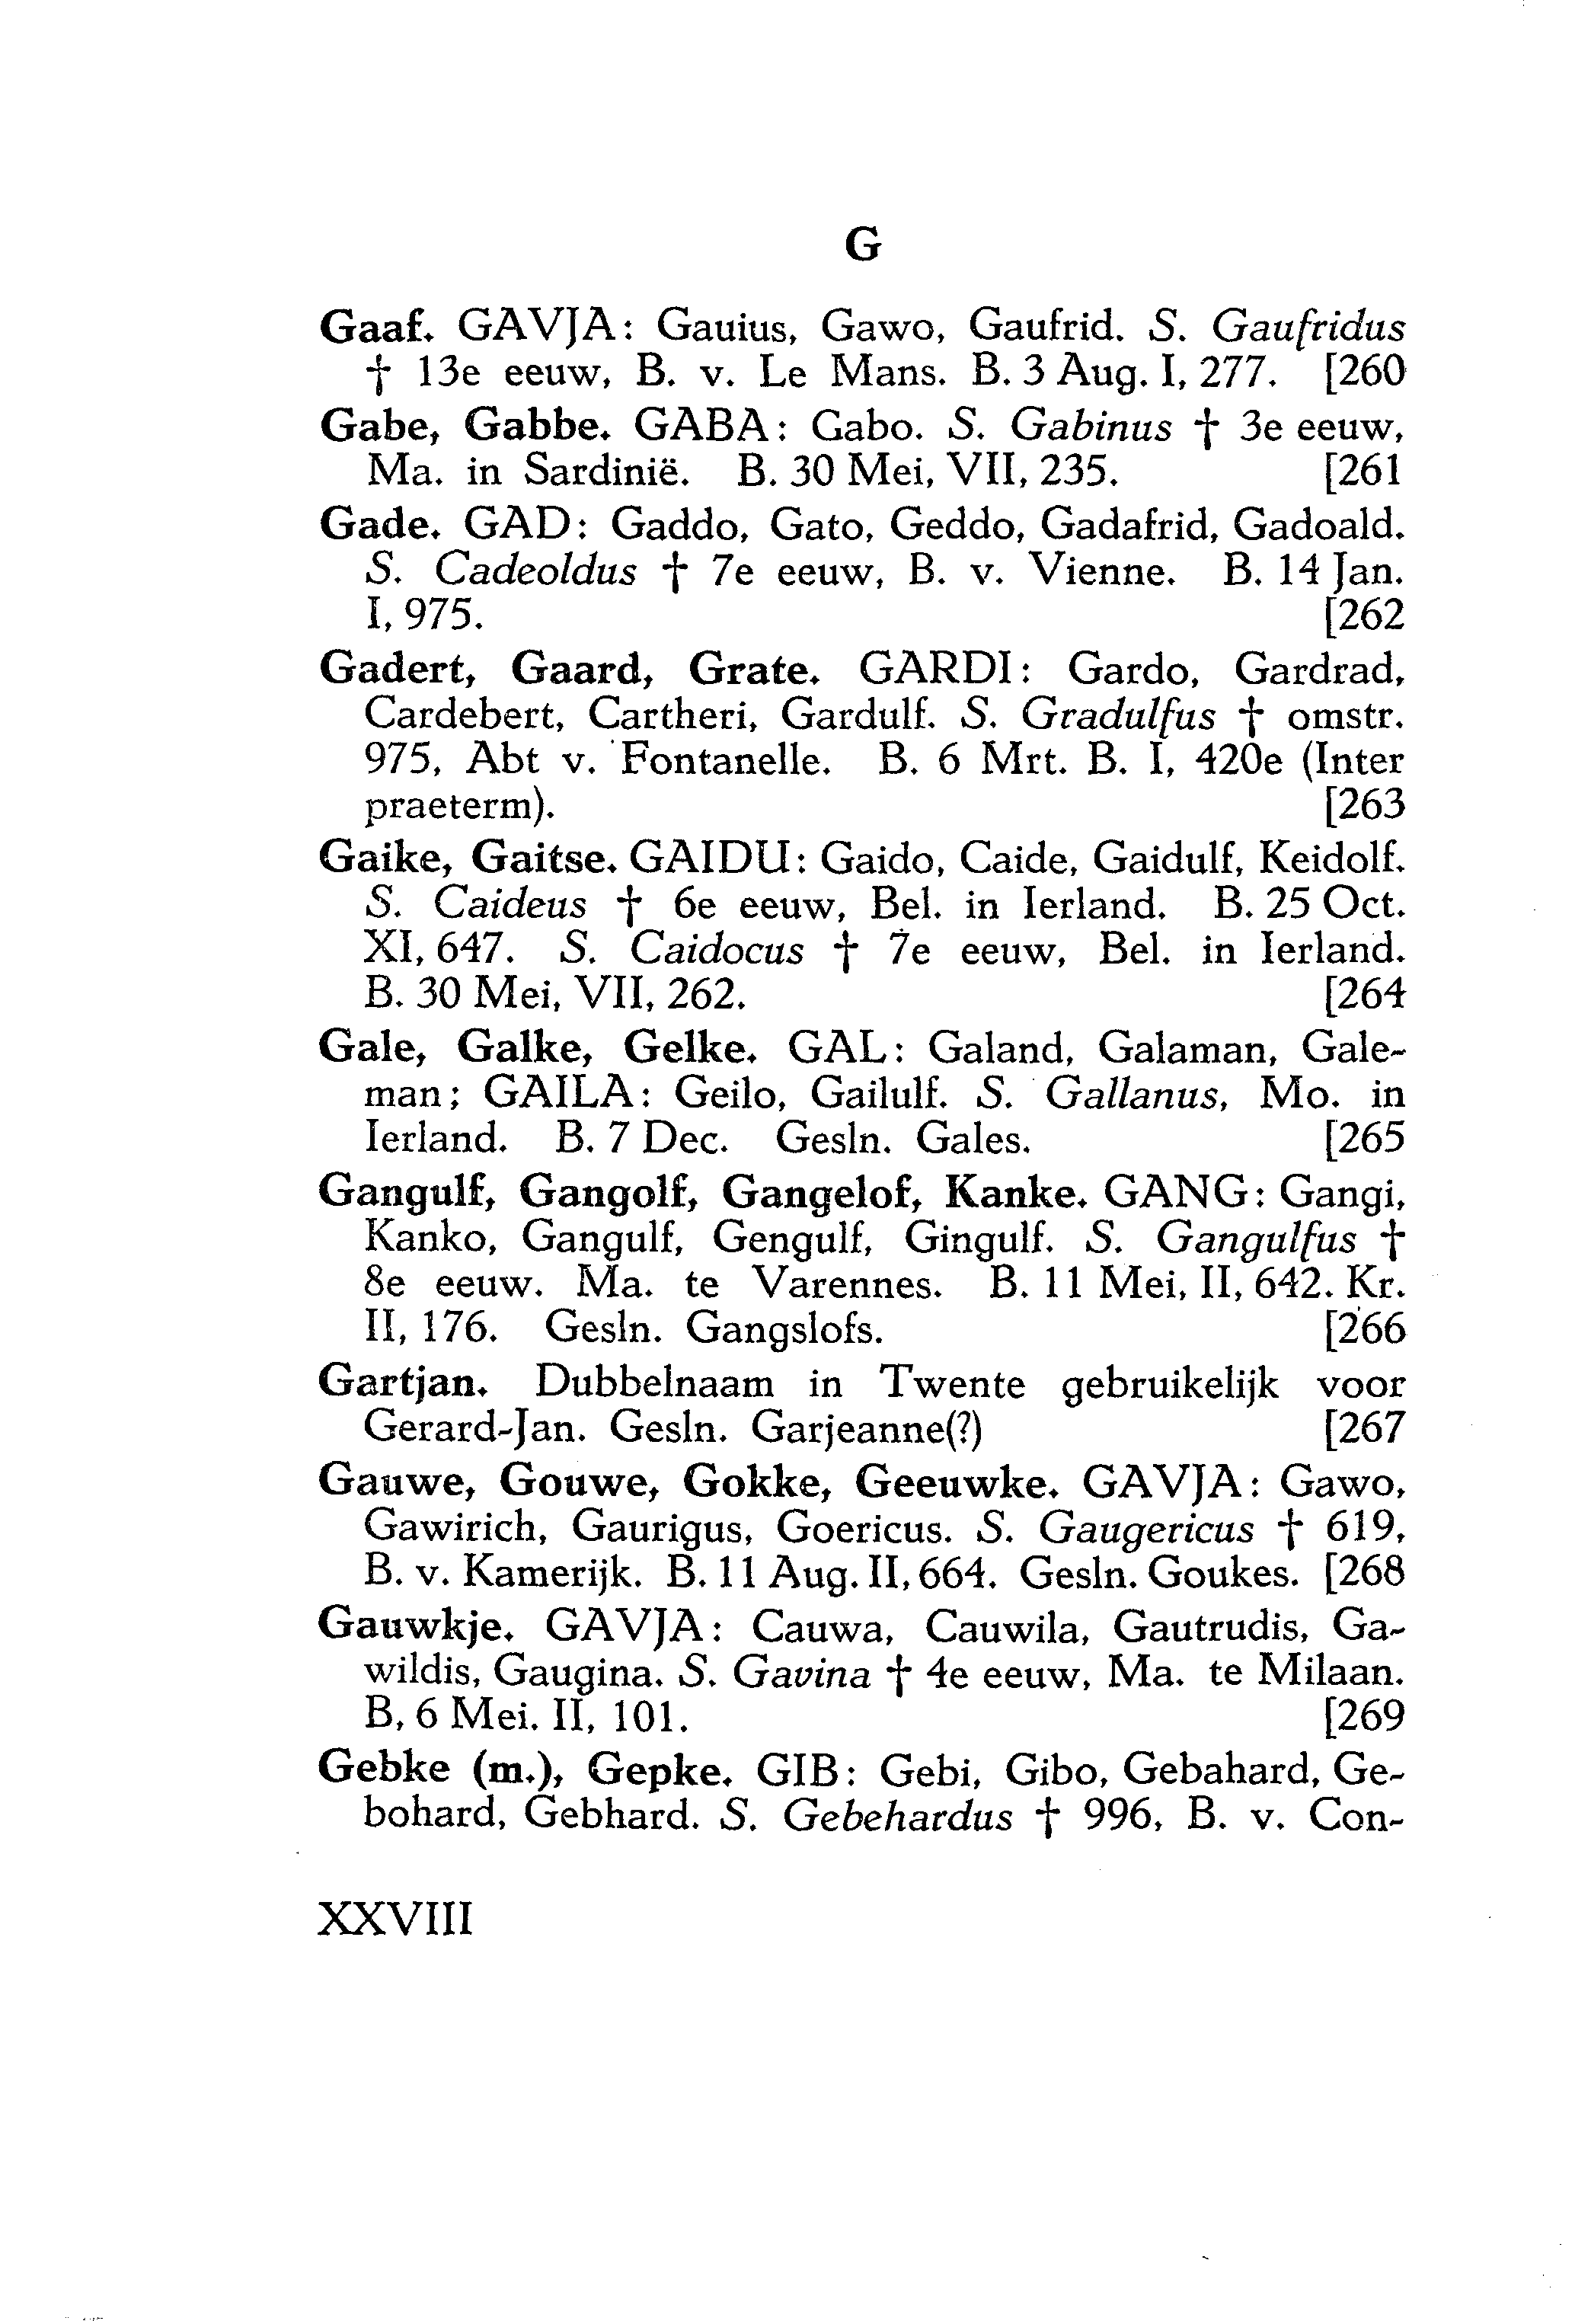 G
Gaaf. GAVJA: Gauius, Gawo, Gaufrid. S. Gaufridus
† 13e eeuw, B. v. Le Mans. B. 3 Aug. I, 277. [260
Gabe, Gabbe. GABA: Gabo. S. Gabinus † 3e eeuw,
Ma. in Sardinië. B. 30 Mei, VII, 235. [261
Gade. GAD: Gaddo, Gato, Geddo, Gadafrid, Gadoald.
S. Cadeoldus † 7e eeuw, B. v. Vienne. B. 14 Jan.
I, 975. [262
Gadert, Gaard, Grate. GARDI: Gardo, Gardrad,
Cardebert, Cartheri, Gardulf. S. Gradulfus † omstr.
975, Abt v. Fontanelle. B. 6 Mrt. B. I, 420e (Inter
praeterm). [263
Gaike, Gaitse. GAIDU: Gaido, Caide, Gaidulf, Keidolf.
S. Caideus † 6e eeuw, Bel. in Ierland. B. 25 Oct.
XI, 647. S. Caidocus † 7e eeuw, Bel. in Ierland.
B. 30 Mei, VII, 262. [264
Gale, Galke, Gelke. GAL: Galand, Galaman, Gale-
man; GAILA: Geilo, Gailulf. S. Gallanus, Mo. in
Ierland. B. 7 Dec. Gesln. Gales. [265
Gangulf, Gangolf, Gangelof, Kanke. GANG: Gangi,
Kanko, Gangulf, Gengulf, Gingulf. S. Gangulfus †
8e eeuw. Ma. te Varennes. B. 11 Mei, II, 642. Kr.
II, 176. Gesln. Gangslofs. [266
Gartjan. Dubbelnaam in Twente gebruikelijk voor
Gerard-Jan. Gesln. Garjeanne(?) [267
Gauwe, Gouwe, Gokke, Geeuwke. GAVJA: Gawo,
Gawirich, Gaurigus, Goericus. S. Gaugericus † 619,
B. v. Kamerijk. B. 11 Aug. II, 664. Gesln. Goukes. [268
Gauwkje. GAVJA: Cauwa, Cauwila, Gautrudis, Ga-
wildis, Gaugina. S. Gavina † 4e eeuw, Ma. te Milaan.
B, 6 Mei. II, 101. [269
Gebke (m.), Gepke. GIB: Gebi, Gibo, Gebahard, Ge-
bohard, Gebhard. S. Gebehardus † 996, B. v. Con-
XXVIII